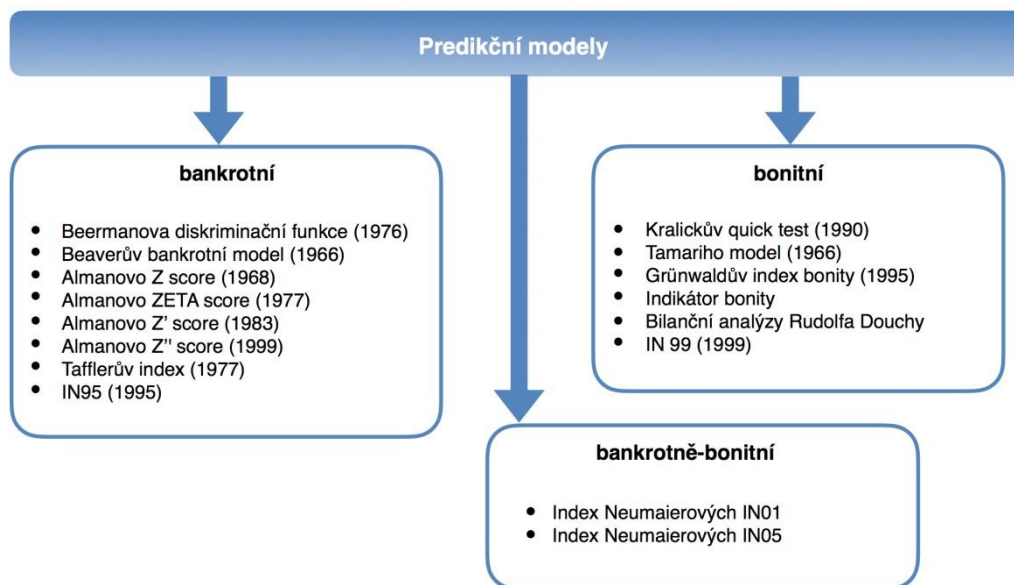 Predikční modely
bankrotní
• Beermanova diskriminační funkce (1976)
• Beaverův bankrotní model (1966)
• Almanovo Z score (1968)
• Almanovo ZETA score (1977)
• Almanovo Z' score (1983)
• Almanovo Z'' score (1999)
• Tafflerův index (1977)
• IN95 (1995)
bonitní
• Kralickův quick test (1990)
• Tamariho model (1966)
• Grünwaldův index bonity (1995)
• Indikátor bonity
• Bilanční analýzy Rudolfa Douchy
• IN 99 (1999)
bankrotně-bonitní
• Index Neumaierových IN01
• Index Neumaierových IN05